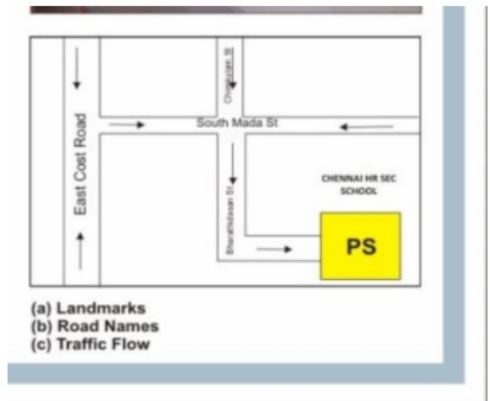 South Mada St
East Cost Road
Bharathidasan St
CHENNAI HR SEC
SCHOOL
PS
(a) Landmarks
(b) Road Names
(c) Traffic Flow